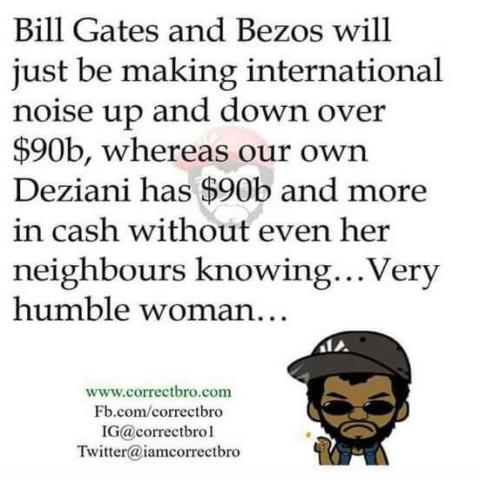 Bill Gates and Bezos will
just be making international
noise up and down over
$90b, whereas our own
Deziani has $90b and more
in cash without even her
neighbours knowing...Very
humble woman...
www.correctbro.com
Fb.com/correctbro
IG@correctbro1
Twitter@iamcorrectbro